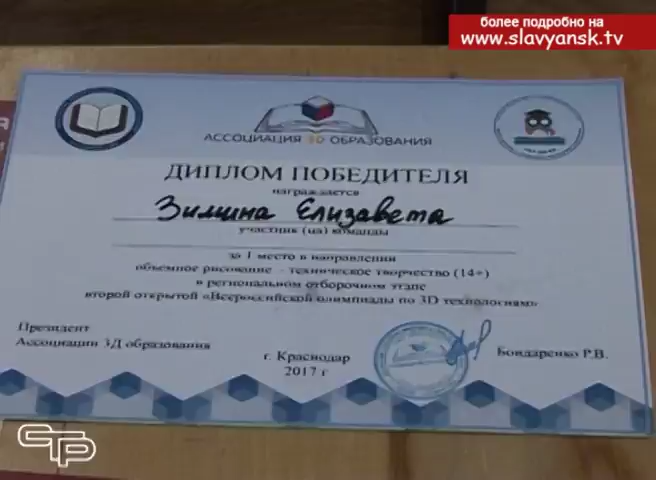 более подробно на
www.slavyansk.tv
АССОЦИАЦИЯ 3D ОБРАЗОВАНИЯ
ДИПЛОМ ПОБЕДИТЕЛЯ
награждается
Зимина Елизавета
участник (ца) команды
за 1 место в направлении
объемное рисование - техническое творчество (14+)
в региональном отборочном этапе
второй открытой «Всероссийской олимпиады по 3D технологиям»
Президент
Ассоциации 3Д образования
г. Краснодар
2017 г
Бондаренко Р.В.
СТР